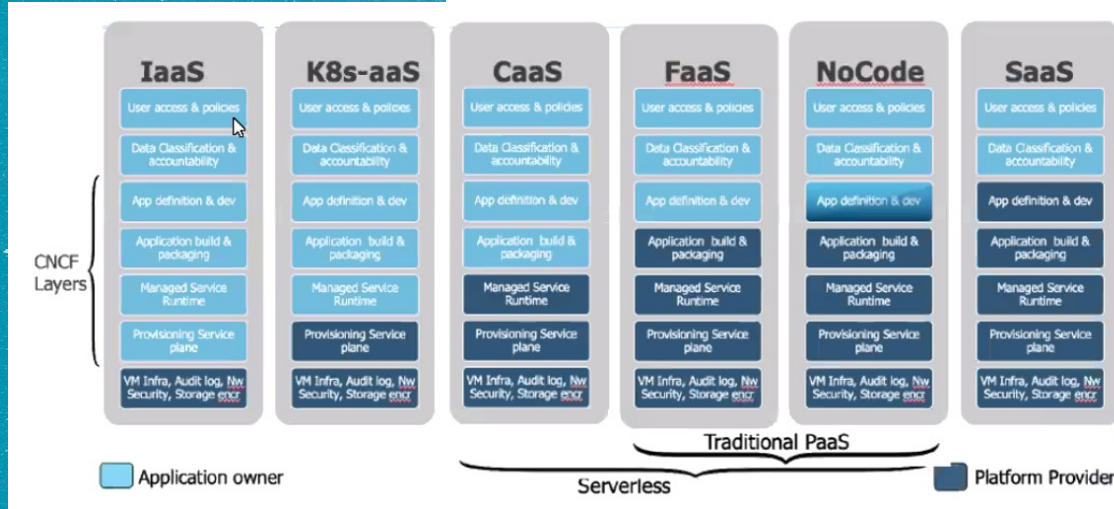 IaaS
User access & policies
Data Classification &
accountability
App definition & dev
Application build &
packaging
Managed Service
Runtime
Provisioning Service
plane
VM Infra, Audit log, Nw
Security, Storage encr
K8s-aaS
User access & policies
Data Classification &
accountability
App definition & dev
Application build &
packaging
Managed Service
Runtime
Provisioning Service
plane
VM Infra, Audit log, Nw
Security, Storage encr
CaaS
User access & policies
Data Classification &
accountability
App definition & dev
Application build &
packaging
Managed Service
Runtime
Provisioning Service
plane
VM Infra, Audit log, Nw
Security, Storage encr
FaaS
User access & policies
Data Classification &
accountability
App definition & dev
Application build &
packaging
Managed Service
Runtime
Provisioning Service
plane
VM Infra, Audit log, Nw
Security, Storage encr
NoCode
User access & policies
Data Classification &
accountability
App definition & dev
Application build &
packaging
Managed Service
Runtime
Provisioning Service
plane
VM Infra, Audit log, Nw
Security, Storage encr
SaaS
User access & policies
Data Classification &
accountability
App definition & dev
Application build &
packaging
Managed Service
Runtime
Provisioning Service
plane
VM Infra, Audit log, Nw
Security, Storage encr
CNCF
Layers
Traditional PaaS
Serverless
Application owner
Platform Provider